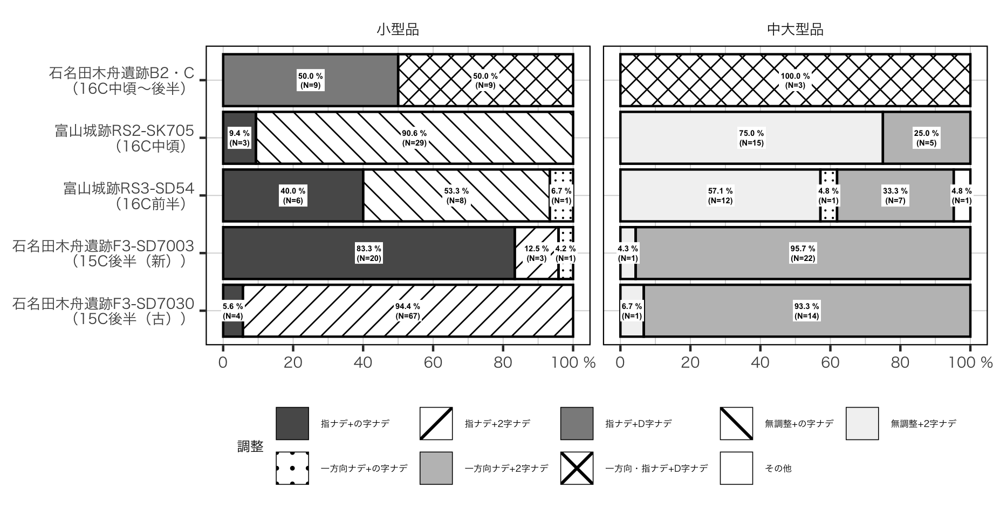 小型品
中大型品
石名田木舟遺跡B2・C
（16C中頃～後半）
50.0 %
(N=9)
50.0 %
(N=9)
100.0 %
(N=3)
富山城跡RS2-SK705
（16C中頃）
9.4 %
(N=3)
90.6 %
(N=29)
75.0 %
(N=15)
25.0 %
(N=5)
富山城跡RS3-SD54
（16C前半）
40.0 %
(N=6)
53.3 %
(N=8)
6.7 %
(N=1)
57.1 %
(N=12)
4.8 %
(N=1)
33.3 %
(N=7)
4.8 %
(N=1)
石名田木舟遺跡F3-SD7003
（15C後半（新））
83.3 %
(N=20)
12.5 %
(N=3)
4.2 %
(N=1)
4.3 %
(N=1)
95.7 %
(N=22)
石名田木舟遺跡F3-SD7030
（15C後半（古））
5.6 %
(N=4)
94.4 %
(N=67)
6.7 %
(N=1)
93.3 %
(N=14)
0 20 40 60 80 100 %
0 20 40 60 80 100 %
調整
指ナデ+の字ナデ
指ナデ+2字ナデ
指ナデ+D字ナデ
無調整+の字ナデ
無調整+2字ナデ
一方向ナデ+の字ナデ
一方向ナデ+2字ナデ
一方向・指ナデ+D字ナデ
その他